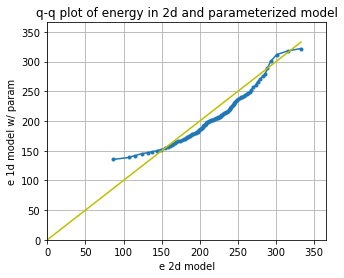 q-q plot of energy in 2d and parameterized model
350
300
250
200
150
100
50
0
e 1d model w/ param
0 50 100 150 200 250 300 350
e 2d model